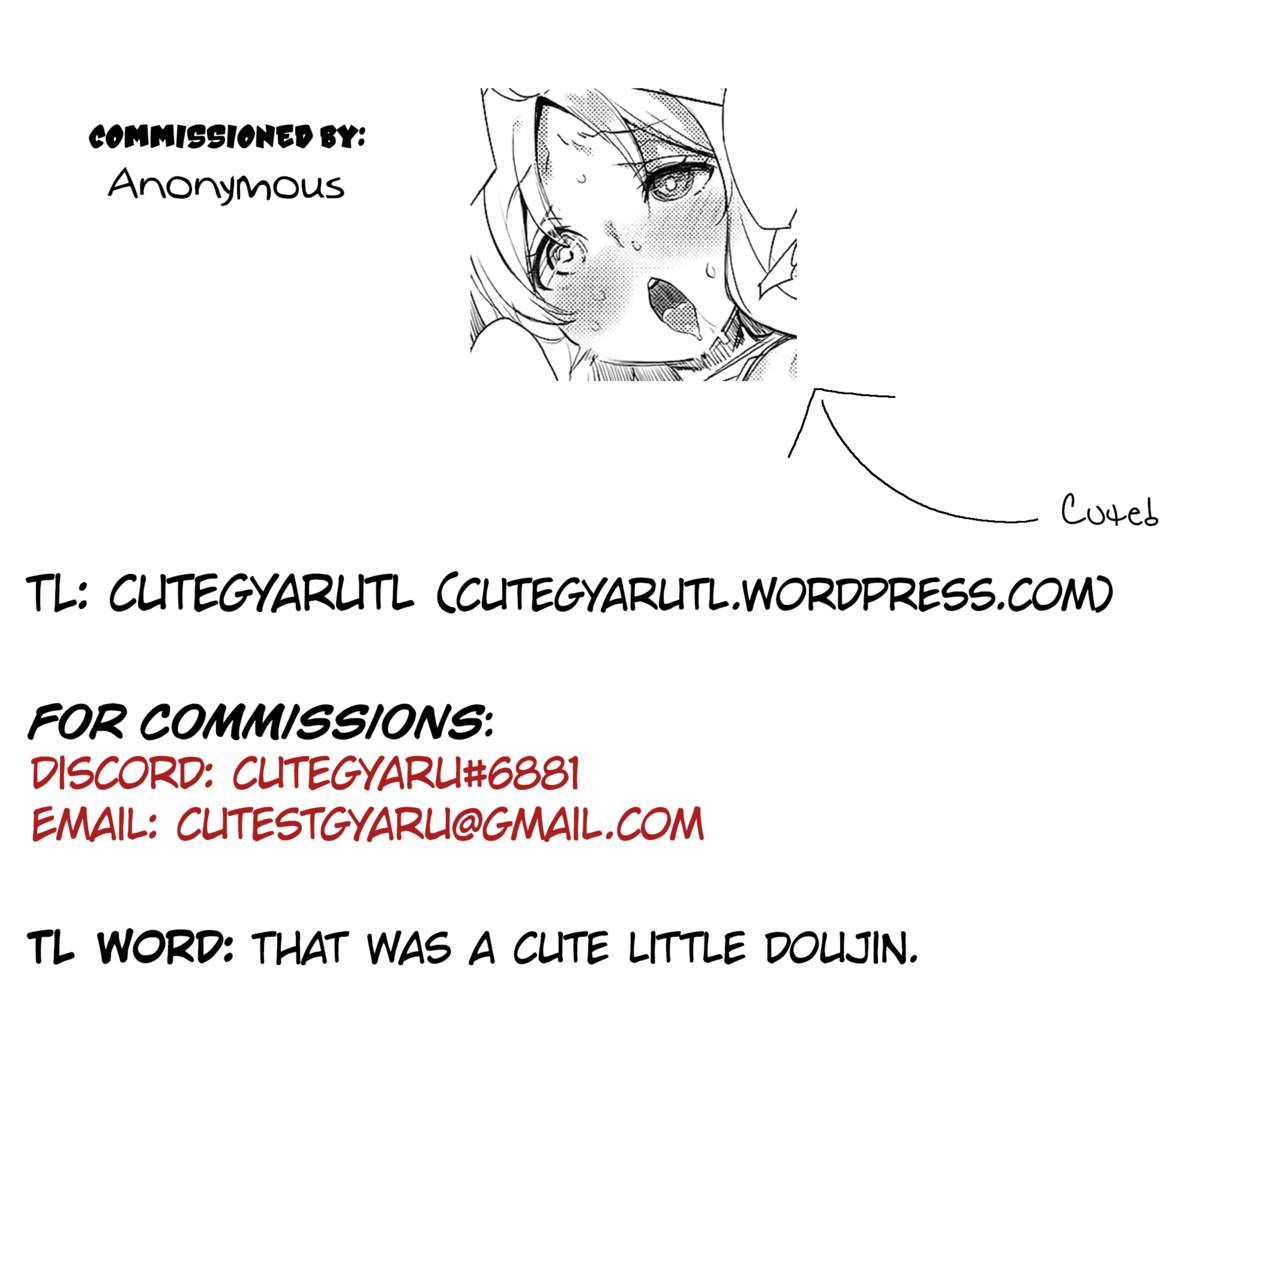 COMMISSIONED BY:
Anonymous
Cute!
TL: CUTEGYARUTL (CUTEGYARUTL.WORDPRESS.COM)
FOR COMMISSIONS:
DISCORD: CUTEGYARU#6881
EMAIL: CUTESTGYARU@GMAIL.COM
TL WORD: THAT WAS A CUTE LITTLE DOUJIN.